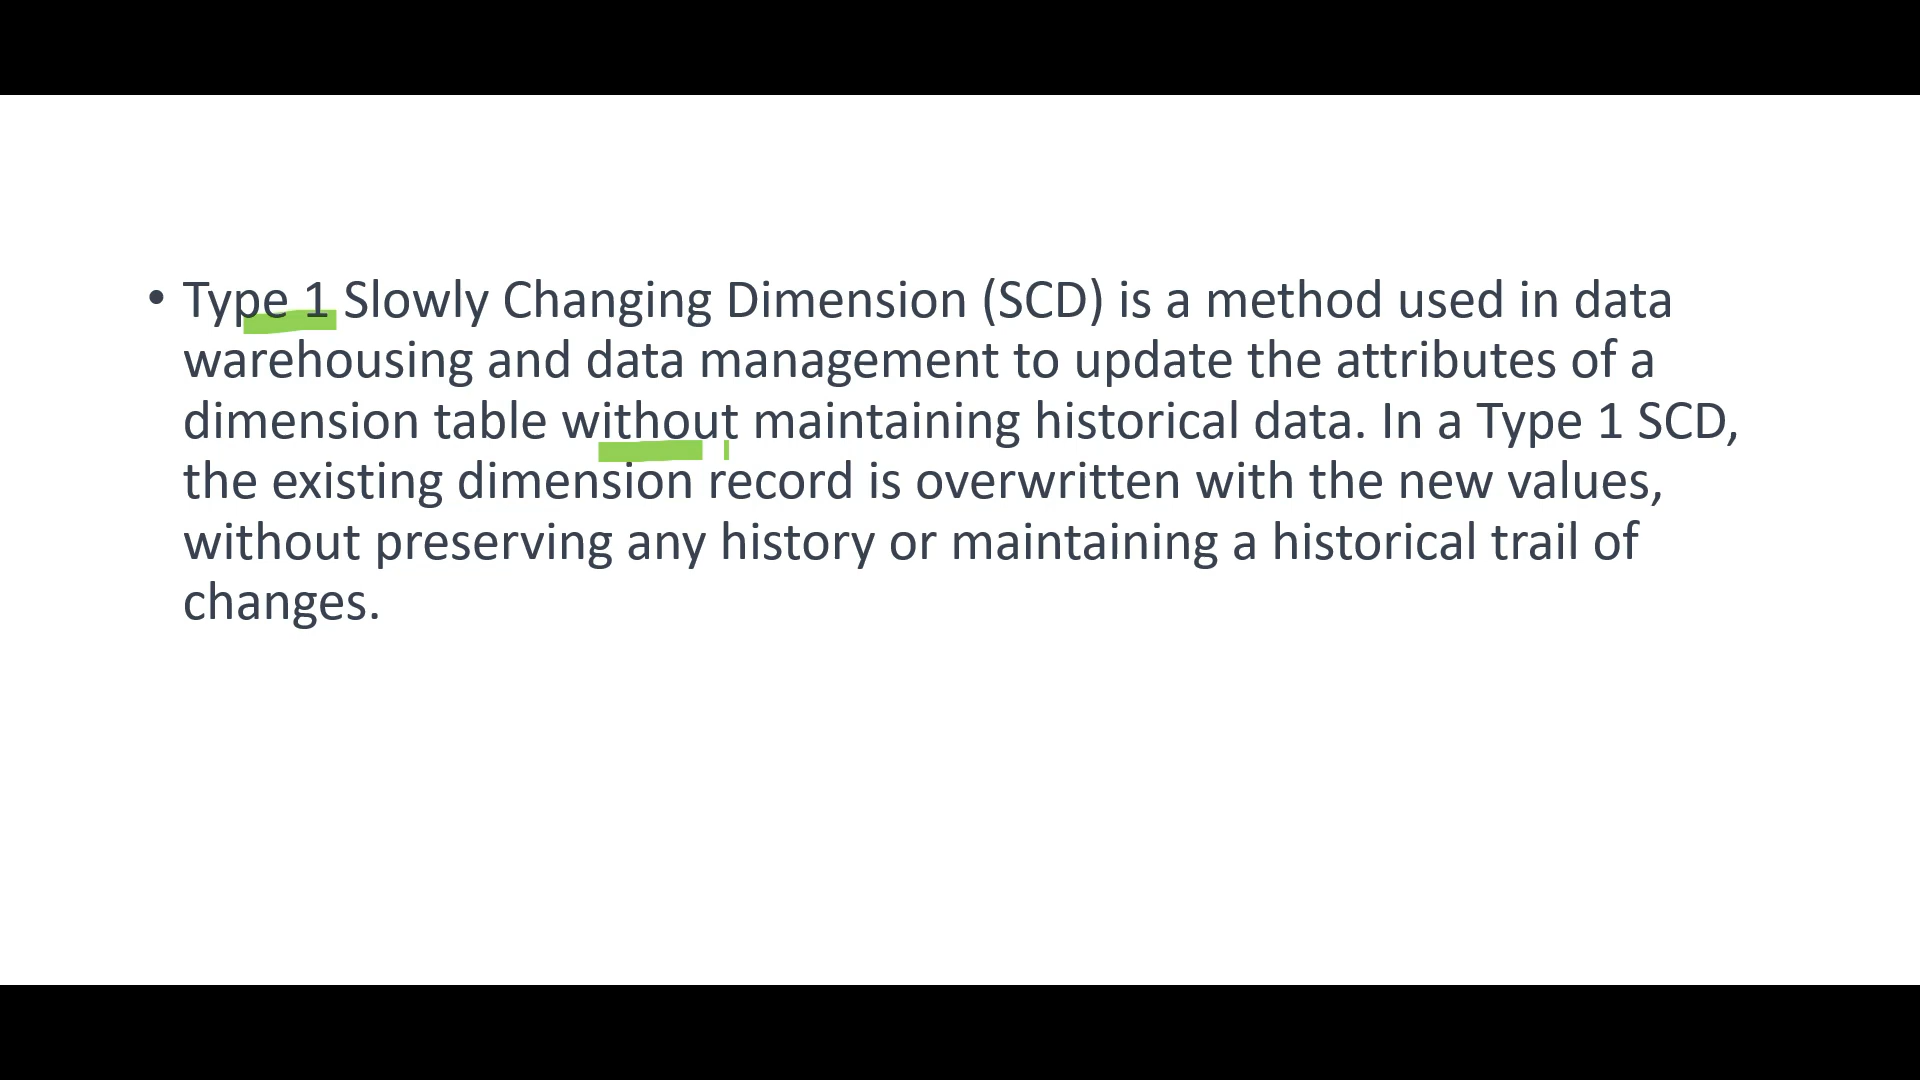 • Type 1 Slowly Changing Dimension (SCD) is a method used in data
warehousing and data management to update the attributes of a
dimension table without maintaining historical data. In a Type 1 SCD,
the existing dimension record is overwritten with the new values,
without preserving any history or maintaining a historical trail of
changes.